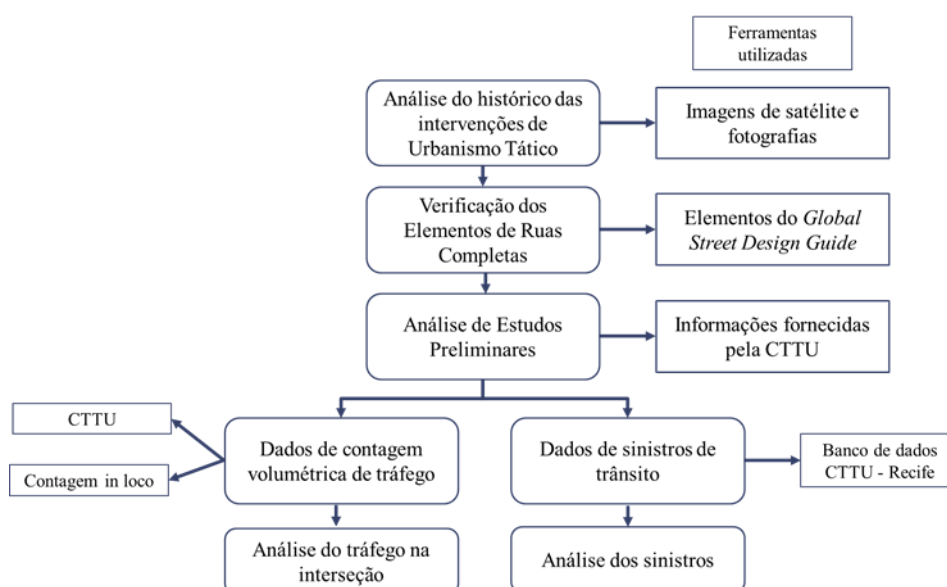 Ferramentas
utilizadas
Análise do histórico das
intervenções de
Urbanismo Tático
Imagens de satélite e
fotografias
Verificação dos
Elementos de Ruas
Completas
Elementos do Global
Street Design Guide
Análise de Estudos
Preliminares
Informações fornecidas
pela CTTU
CTTU
Contagem in loco
Dados de contagem
volumétrica de tráfego
Dados de sinistros de
trânsito
Banco de dados
CTTU - Recife
Análise do tráfego na
interseção
Análise dos sinistros